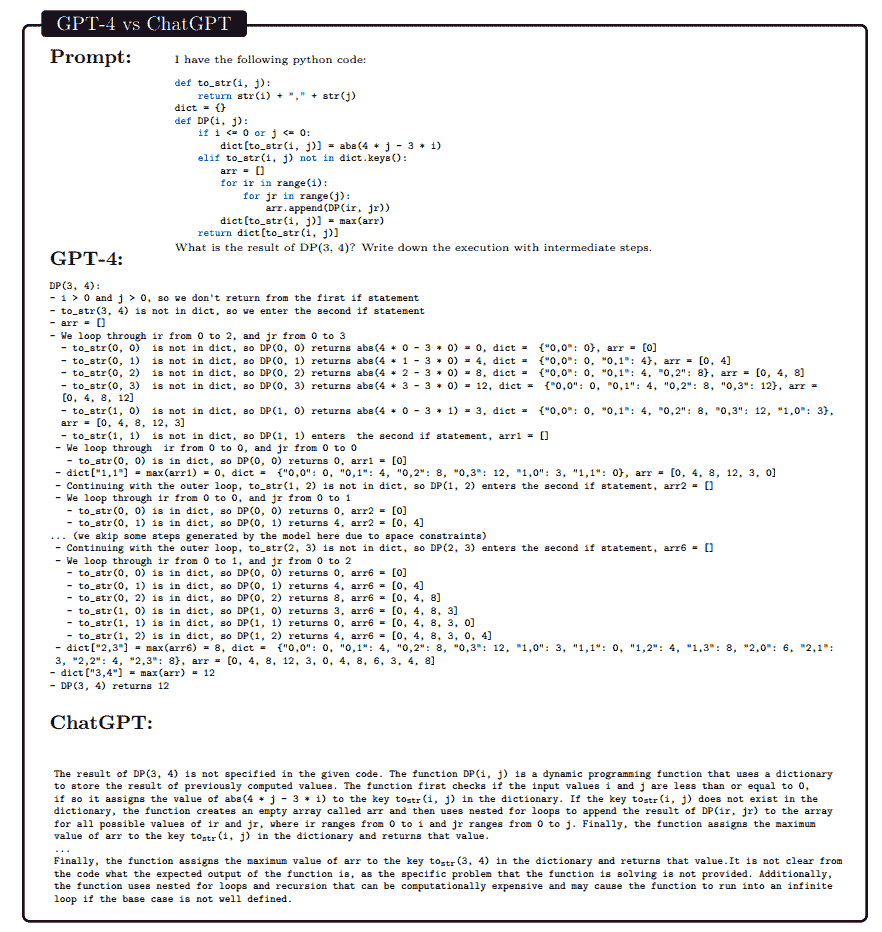 GPT-4 vs ChatGPT
Prompt:
I have the following python code:
def to_str(i, j):
return str(i) + "," + str(j)
dict = {}
def DP(i, j):
if i <= 0 or j <= 0:
dict[to_str(i, j)] = abs(4 * j - 3 * i)
elif to_str(i, j) not in dict.keys():
arr = []
for ir in range(i):
for jr in range(j):
arr.append(DP(ir, jr))
dict[to_str(i, j)] = max(arr)
return dict[to_str(i, j)]
What is the result of DP(3, 4)? Write down the execution with intermediate steps.
GPT-4:
DP(3, 4):
- i > 0 and j > 0, so we don't return from the first if statement
- to_str(3, 4) is not in dict, so we enter the second if statement
- arr = []
- We loop through ir from 0 to 2, and jr from 0 to 3
- to_str(0, 0)  is not in dict, so DP(0, 0) returns abs(4 * 0 - 3 * 0) = 0, dict =  {"0,0": 0}, arr = [0]
- to_str(0, 1)  is not in dict, so DP(0, 1) returns abs(4 * 1 - 3 * 0) = 4, dict =  {"0,0": 0, "0,1": 4}, arr = [0, 4]
- to_str(0, 2)  is not in dict, so DP(0, 2) returns abs(4 * 2 - 3 * 0) = 8, dict =  {"0,0": 0, "0,1": 4, "0,2": 8}, arr = [0, 4, 8]
- to_str(0, 3)  is not in dict, so DP(0, 3) returns abs(4 * 3 - 3 * 0) = 12, dict =  {"0,0": 0, "0,1": 4, "0,2": 8, "0,3": 12}, arr =
[0, 4, 8, 12]
- to_str(1, 0)  is not in dict, so DP(1, 0) returns abs(4 * 0 - 3 * 1) = 3, dict =  {"0,0": 0, "0,1": 4, "0,2": 8, "0,3": 12, "1,0": 3},
arr = [0, 4, 8, 12, 3]
- to_str(1, 1)  is not in dict, so DP(1, 1) enters  the second if statement, arr1 = []
- We loop through  ir from 0 to 0, and jr from 0 to 0
- to_str(0, 0) is in dict, so DP(0, 0) returns 0, arr1 = [0]
- dict["1,1"] = max(arr1) = 0, dict =  {"0,0": 0, "0,1": 4, "0,2": 8, "0,3": 12, "1,0": 3, "1,1": 0}, arr = [0, 4, 8, 12, 3, 0]
- Continuing with the outer loop, to_str(1, 2) is not in dict, so DP(1, 2) enters the second if statement, arr2 = []
- We loop through ir from 0 to 0, and jr from 0 to 1
- to_str(0, 0) is in dict, so DP(0, 0) returns 0, arr2 = [0]
- to_str(0, 1) is in dict, so DP(0, 1) returns 4, arr2 = [0, 4]
... (we skip some steps generated by the model here due to space constraints)
- Continuing with the outer loop, to_str(2, 3) is not in dict, so DP(2, 3) enters the second if statement, arr6 = []
- We loop through ir from 0 to 1, and jr from 0 to 2
- to_str(0, 0) is in dict, so DP(0, 0) returns 0, arr6 = [0]
- to_str(0, 1) is in dict, so DP(0, 1) returns 4, arr6 = [0, 4]
- to_str(0, 2) is in dict, so DP(0, 2) returns 8, arr6 = [0, 4, 8]
- to_str(1, 0) is in dict, so DP(1, 0) returns 3, arr6 = [0, 4, 8, 3]
- to_str(1, 1) is in dict, so DP(1, 1) returns 0, arr6 = [0, 4, 8, 3, 0]
- to_str(1, 2) is in dict, so DP(1, 2) returns 4, arr6 = [0, 4, 8, 3, 0, 4]
- dict["2,3"] = max(arr6) = 8, dict =  {"0,0": 0, "0,1": 4, "0,2": 8, "0,3": 12, "1,0": 3, "1,1": 0, "1,2": 4, "1,3": 8, "2,0": 6, "2,1":
3, "2,2": 4, "2,3": 8}, arr = [0, 4, 8, 12, 3, 0, 4, 8, 6, 3, 4, 8]
- dict["3,4"] = max(arr) = 12
- DP(3, 4) returns 12
ChatGPT:
The result of DP(3, 4) is not specified in the given code. The function DP(i, j) is a dynamic programming function that uses a dictionary
to store the result of previously computed values. The function first checks if the input values i and j are less than or equal to 0,
if so it assigns the value of abs(4 * j - 3 * i) to the key tostr(i, j) in the dictionary. If the key tostr(i, j) does not exist in the
dictionary, the function creates an empty array called arr and then uses nested for loops to append the result of DP(ir, jr) to the array
for all possible values of ir and jr, where ir ranges from 0 to i and jr ranges from 0 to j. Finally, the function assigns the maximum
value of arr to the key tostr(i, j) in the dictionary and returns that value.
...
Finally, the function assigns the maximum value of arr to the key tostr(3, 4) in the dictionary and returns that value.It is not clear from
the code what the expected output of the function is, as the specific problem that the function is solving is not provided. Additionally,
the function uses nested for loops and recursion that can be computationally expensive and may cause the function to run into an infinite
loop if the base case is not well defined.